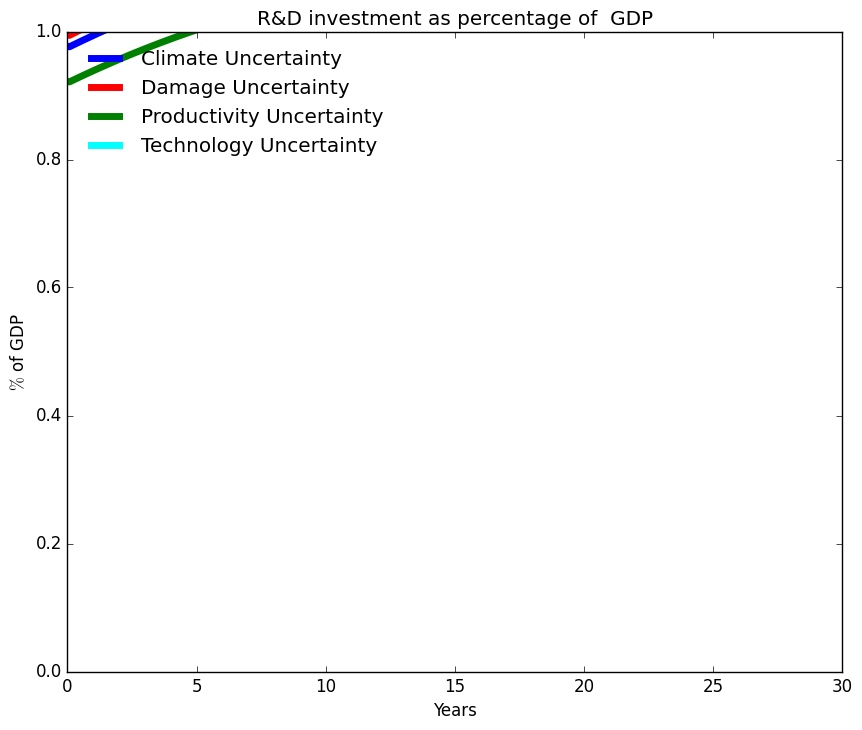 R&D investment as percentage of  GDP
1.0
Climate Uncertainty
Damage Uncertainty
Productivity Uncertainty
Technology Uncertainty
0.8
0.6
% of GDP
0.4
0.2
0.0
0 5 10 15 20 25 30
Years